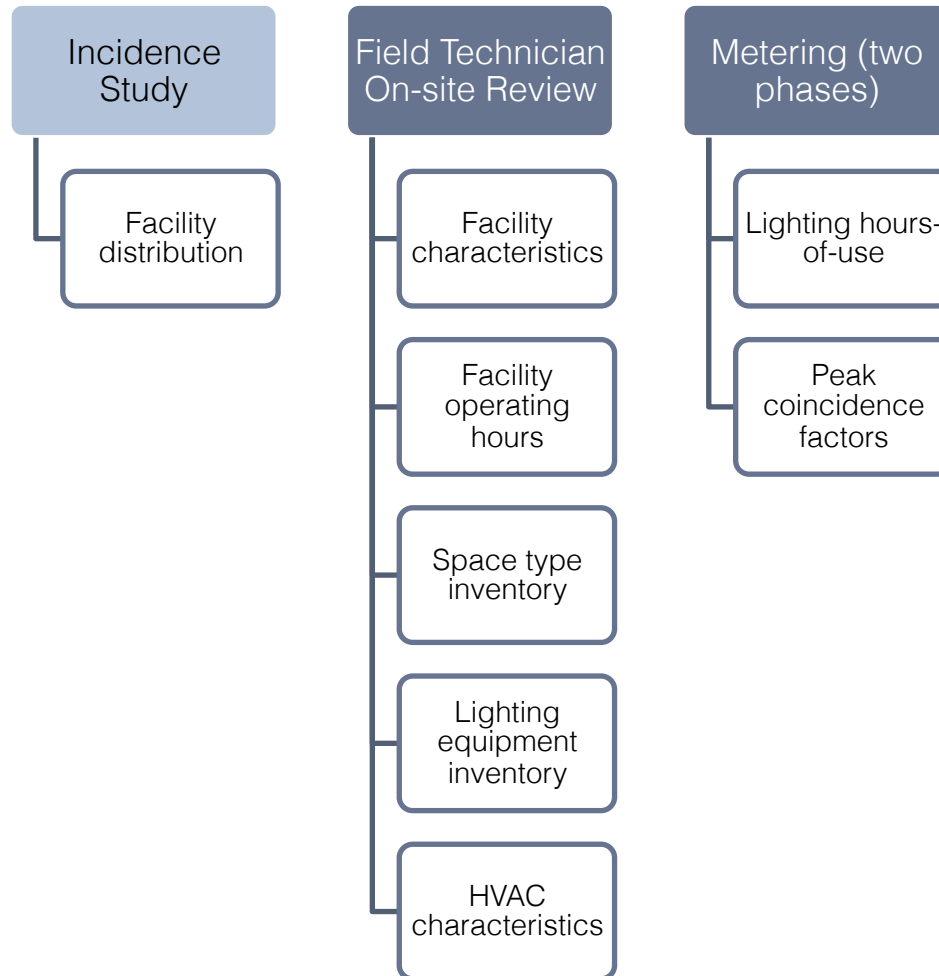 Incidence
Study
Facility
distribution
Field Technician
On-site Review
Facility
characteristics
Facility
operating
hours
Space type
inventory
Lighting
equipment
inventory
HVAC
characteristics
Metering (two
phases)
Lighting hours-
of-use
Peak
coincidence
factors